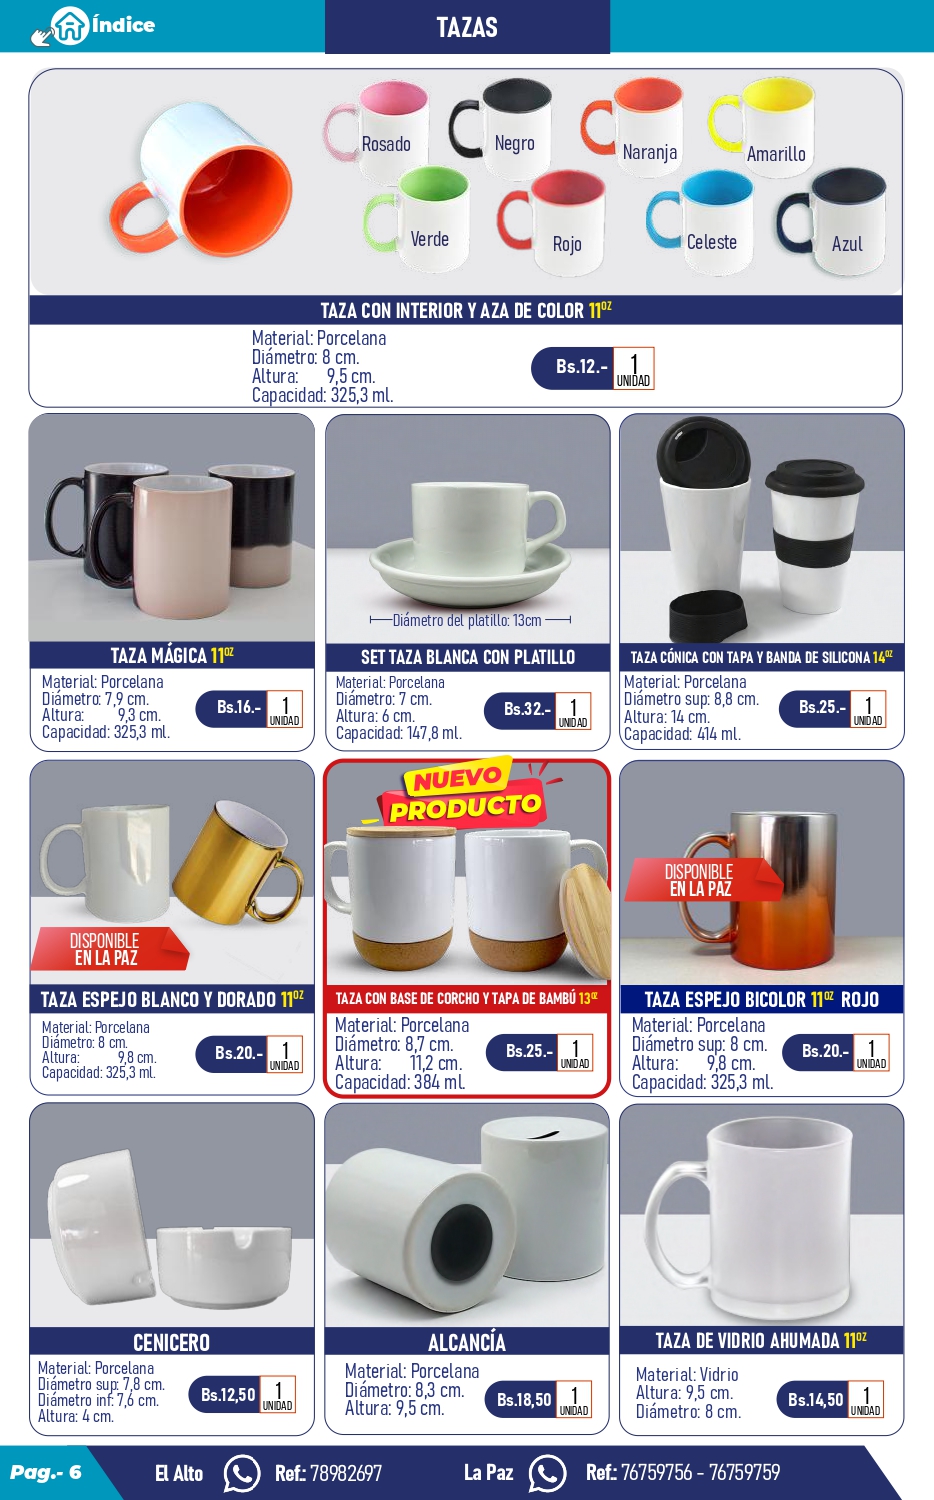 Índice
TAZAS
Rosado
Negro
Naranja
Amarillo
Verde
Rojo
Celeste
Azul
TAZA CON INTERIOR Y AZA DE COLOR 11OZ
Material: Porcelana
Diámetro: 8 cm.
Altura: 9,5 cm.
Capacidad: 325,3 ml.
Bs.12.- 1 UNIDAD
Diámetro del platillo: 13cm
TAZA MÁGICA 11OZ
Material: Porcelana
Diámetro: 7,9 cm.
Altura: 9,3 cm.
Capacidad: 325,3 ml.
Bs.16.- 1 UNIDAD
SET TAZA BLANCA CON PLATILLO
Material: Porcelana
Diámetro: 7 cm.
Altura: 6 cm.
Capacidad: 147,8 ml.
Bs.32.- 1 UNIDAD
TAZA CÓNICA CON TAPA Y BANDA DE SILICONA 14OZ
Material: Porcelana
Diámetro sup: 8,8 cm.
Altura: 14 cm.
Capacidad: 414 ml.
Bs.25.- 1 UNIDAD
DISPONIBLE
EN LA PAZ
TAZA ESPEJO BLANCO Y DORADO 11OZ
Material: Porcelana
Diámetro: 8 cm.
Altura: 9,8 cm.
Capacidad: 325,3 ml.
Bs.20.- 1 UNIDAD
NUEVO
PRODUCTO
TAZA CON BASE DE CORCHO Y TAPA DE BAMBÚ 13OZ
Material: Porcelana
Diámetro: 8,7 cm.
Altura: 11,2 cm.
Capacidad: 384 ml.
Bs.25.- 1 UNIDAD
DISPONIBLE
EN LA PAZ
TAZA ESPEJO BICOLOR 11OZ ROJO
Material: Porcelana
Diámetro sup: 8 cm.
Altura: 9,8 cm.
Capacidad: 325,3 ml.
Bs.20.- 1 UNIDAD
CENICERO
Material: Porcelana
Diámetro sup: 7,8 cm.
Diámetro inf: 7,6 cm.
Altura: 4 cm.
Bs.12,50 1 UNIDAD
ALCANCÍA
Material: Porcelana
Diámetro: 8,3 cm.
Altura: 9,5 cm.
Bs.18,50 1 UNIDAD
TAZA DE VIDRIO AHUMADA 11OZ
Material: Vidrio
Altura: 9,5 cm.
Diámetro: 8 cm.
Bs.14,50 1 UNIDAD
Pag.- 6
El Alto Ref.: 78982697
La Paz Ref.: 76759756 - 76759759